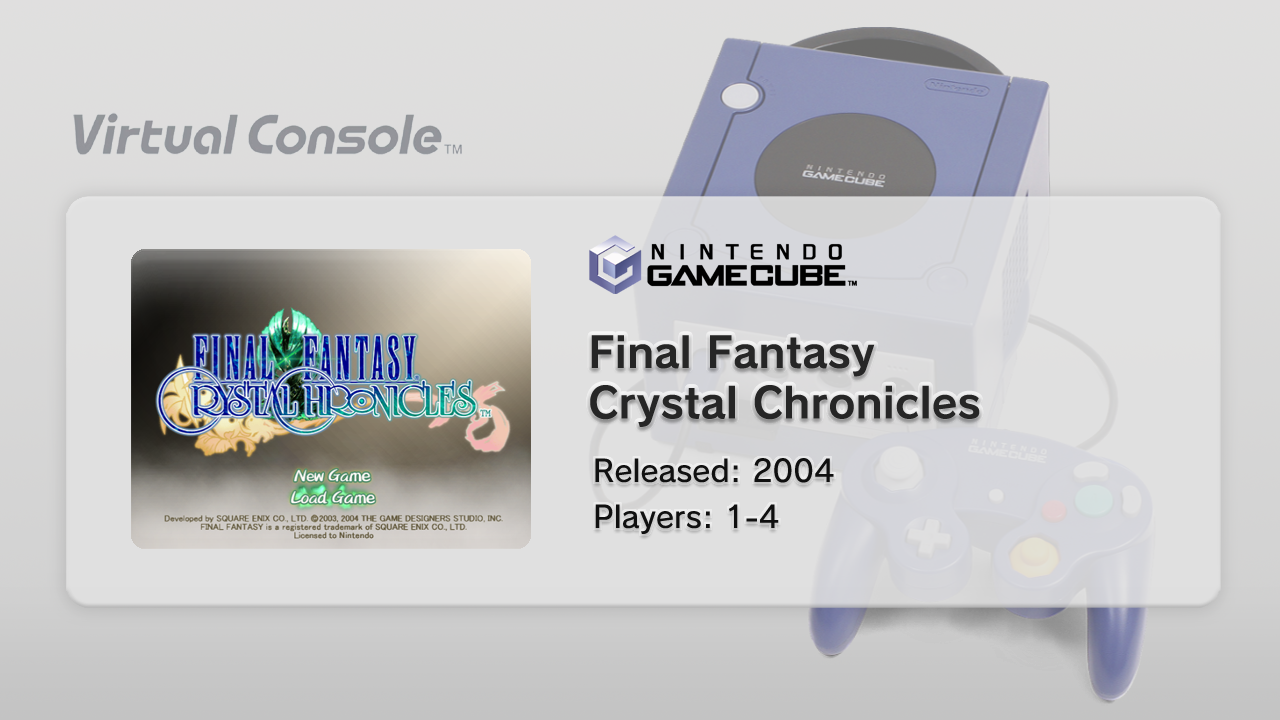 Nintendo
NINTENDO
GAMECUBE
Virtual Console™
NINTENDO
GAMECUBE™
FINAL FANTASY
CRYSTAL CHRONICLES™
New Game
Load Game
Developed by SQUARE ENIX CO., LTD. ©2003, 2004 THE GAME DESIGNERS STUDIO, INC.
FINAL FANTASY is a registered trademark of SQUARE ENIX CO., LTD.
Licensed to Nintendo
Final Fantasy
Crystal Chronicles
Released: 2004
Players: 1-4
NINTENDO
GAMECUBE